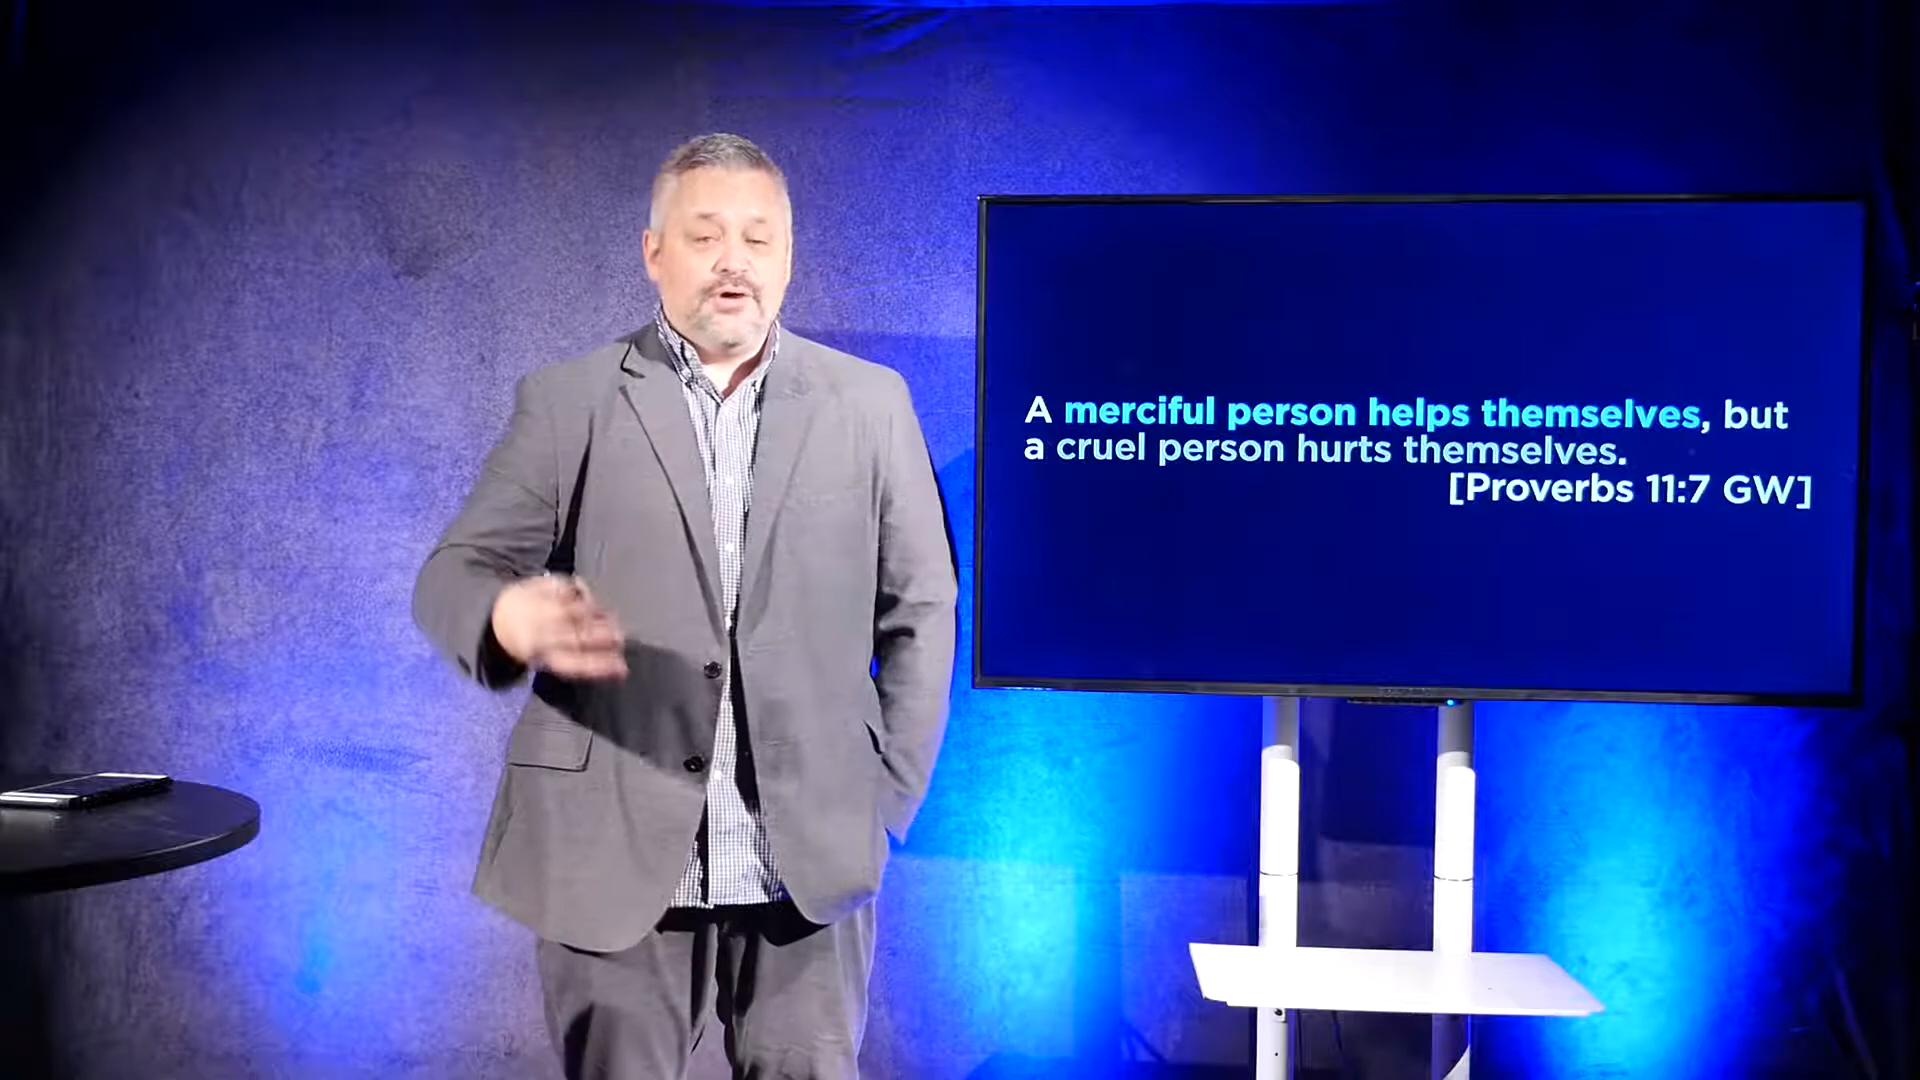 A merciful person helps themselves, but
a cruel person hurts themselves.
[Proverbs 11:7 GW]